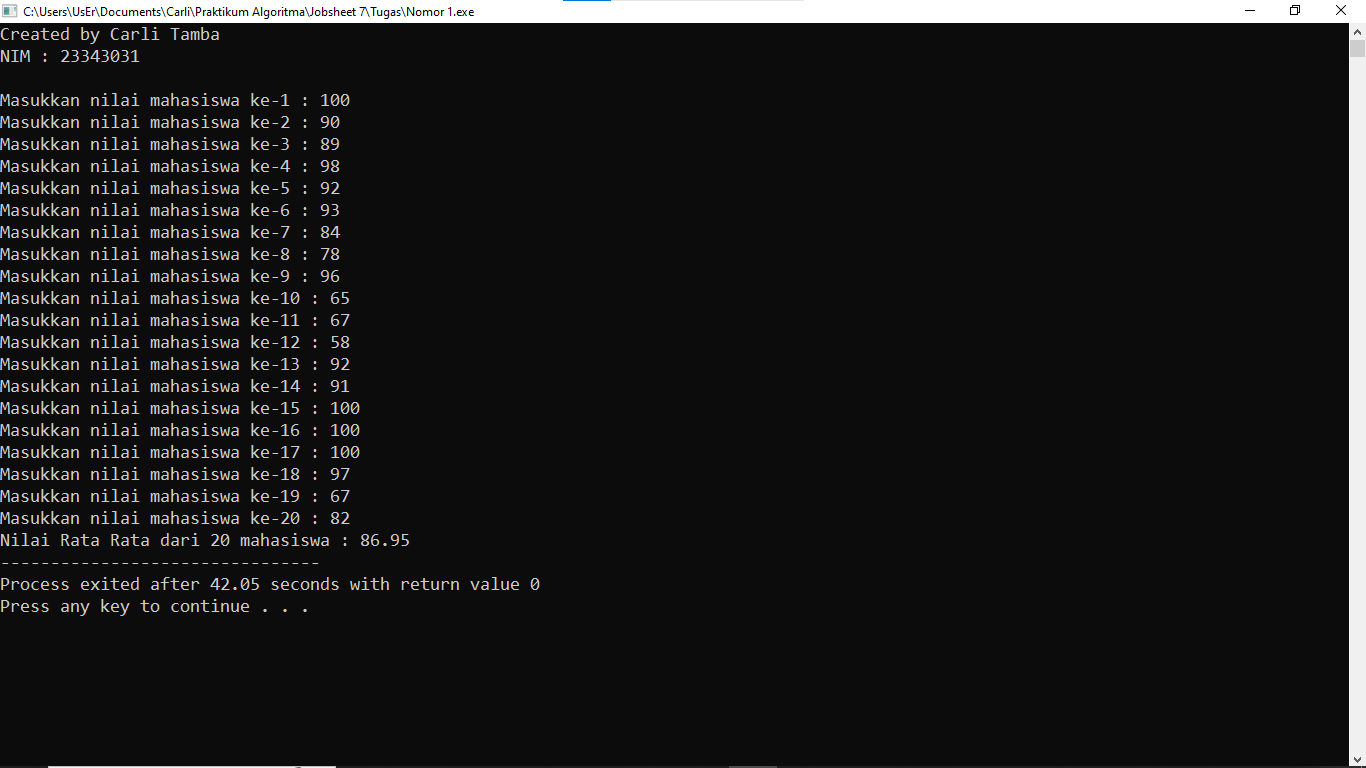 C:\Users\UsEr\Documents\Carli\Praktikum Algoritma\Jobsheet 7\Tugas\Nomor 1.exe
Created by Carli Tamba
NIM : 23343031
Masukkan nilai mahasiswa ke-1 : 100
Masukkan nilai mahasiswa ke-2 : 90
Masukkan nilai mahasiswa ke-3 : 89
Masukkan nilai mahasiswa ke-4 : 98
Masukkan nilai mahasiswa ke-5 : 92
Masukkan nilai mahasiswa ke-6 : 93
Masukkan nilai mahasiswa ke-7 : 84
Masukkan nilai mahasiswa ke-8 : 78
Masukkan nilai mahasiswa ke-9 : 96
Masukkan nilai mahasiswa ke-10 : 65
Masukkan nilai mahasiswa ke-11 : 67
Masukkan nilai mahasiswa ke-12 : 58
Masukkan nilai mahasiswa ke-13 : 92
Masukkan nilai mahasiswa ke-14 : 91
Masukkan nilai mahasiswa ke-15 : 100
Masukkan nilai mahasiswa ke-16 : 100
Masukkan nilai mahasiswa ke-17 : 100
Masukkan nilai mahasiswa ke-18 : 97
Masukkan nilai mahasiswa ke-19 : 67
Masukkan nilai mahasiswa ke-20 : 82
Nilai Rata Rata dari 20 mahasiswa : 86.95
--------------------------------
Process exited after 42.05 seconds with return value 0
Press any key to continue . . .